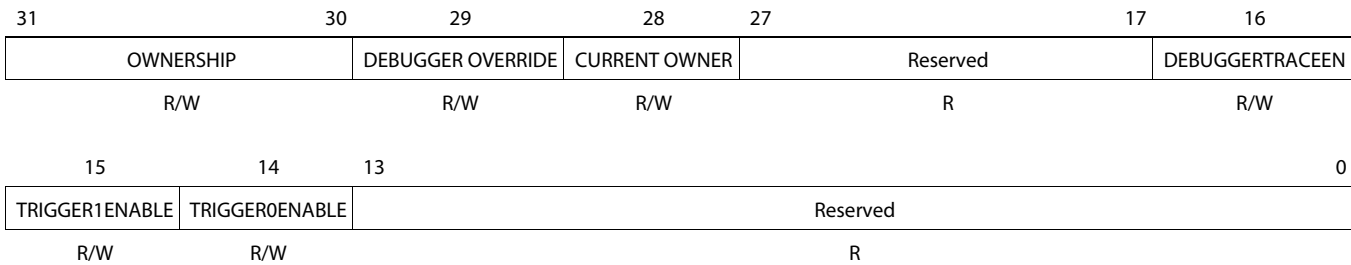 31 30 29 28 27 17 16
OWNERSHIP DEBUGGER OVERRIDE CURRENT OWNER Reserved DEBUGGERTRACEEN
R/W R/W R/W R R/W
15 14 13 0
TRIGGER1ENABLE TRIGGER0ENABLE Reserved
R/W R/W R